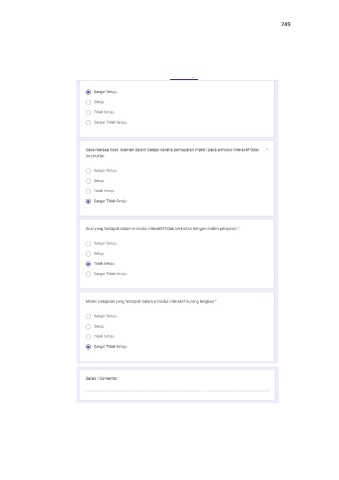 249
Sangat Setuju
Setuju
Tidak Setuju
Sangat Tidak Setuju
Saya merasa tidak nyaman dalam belajar karena pemaparan materi pada e-modul interaktif tidak *
terstruktur.
Sangat Setuju
Setuju
Tidak Setuju
Sangat Tidak Setuju
Soal yang terdapat dalam e-modul interaktif tidak berkaitan dengan materi pelajaran *
Sangat Setuju
Setuju
Tidak Setuju
Sangat Tidak Setuju
Materi pelajaran yang terdapat dalam e-modul interaktif kurang lengkap *
Sangat Setuju
Setuju
Tidak Setuju
Sangat Tidak Setuju
Saran / Komentar